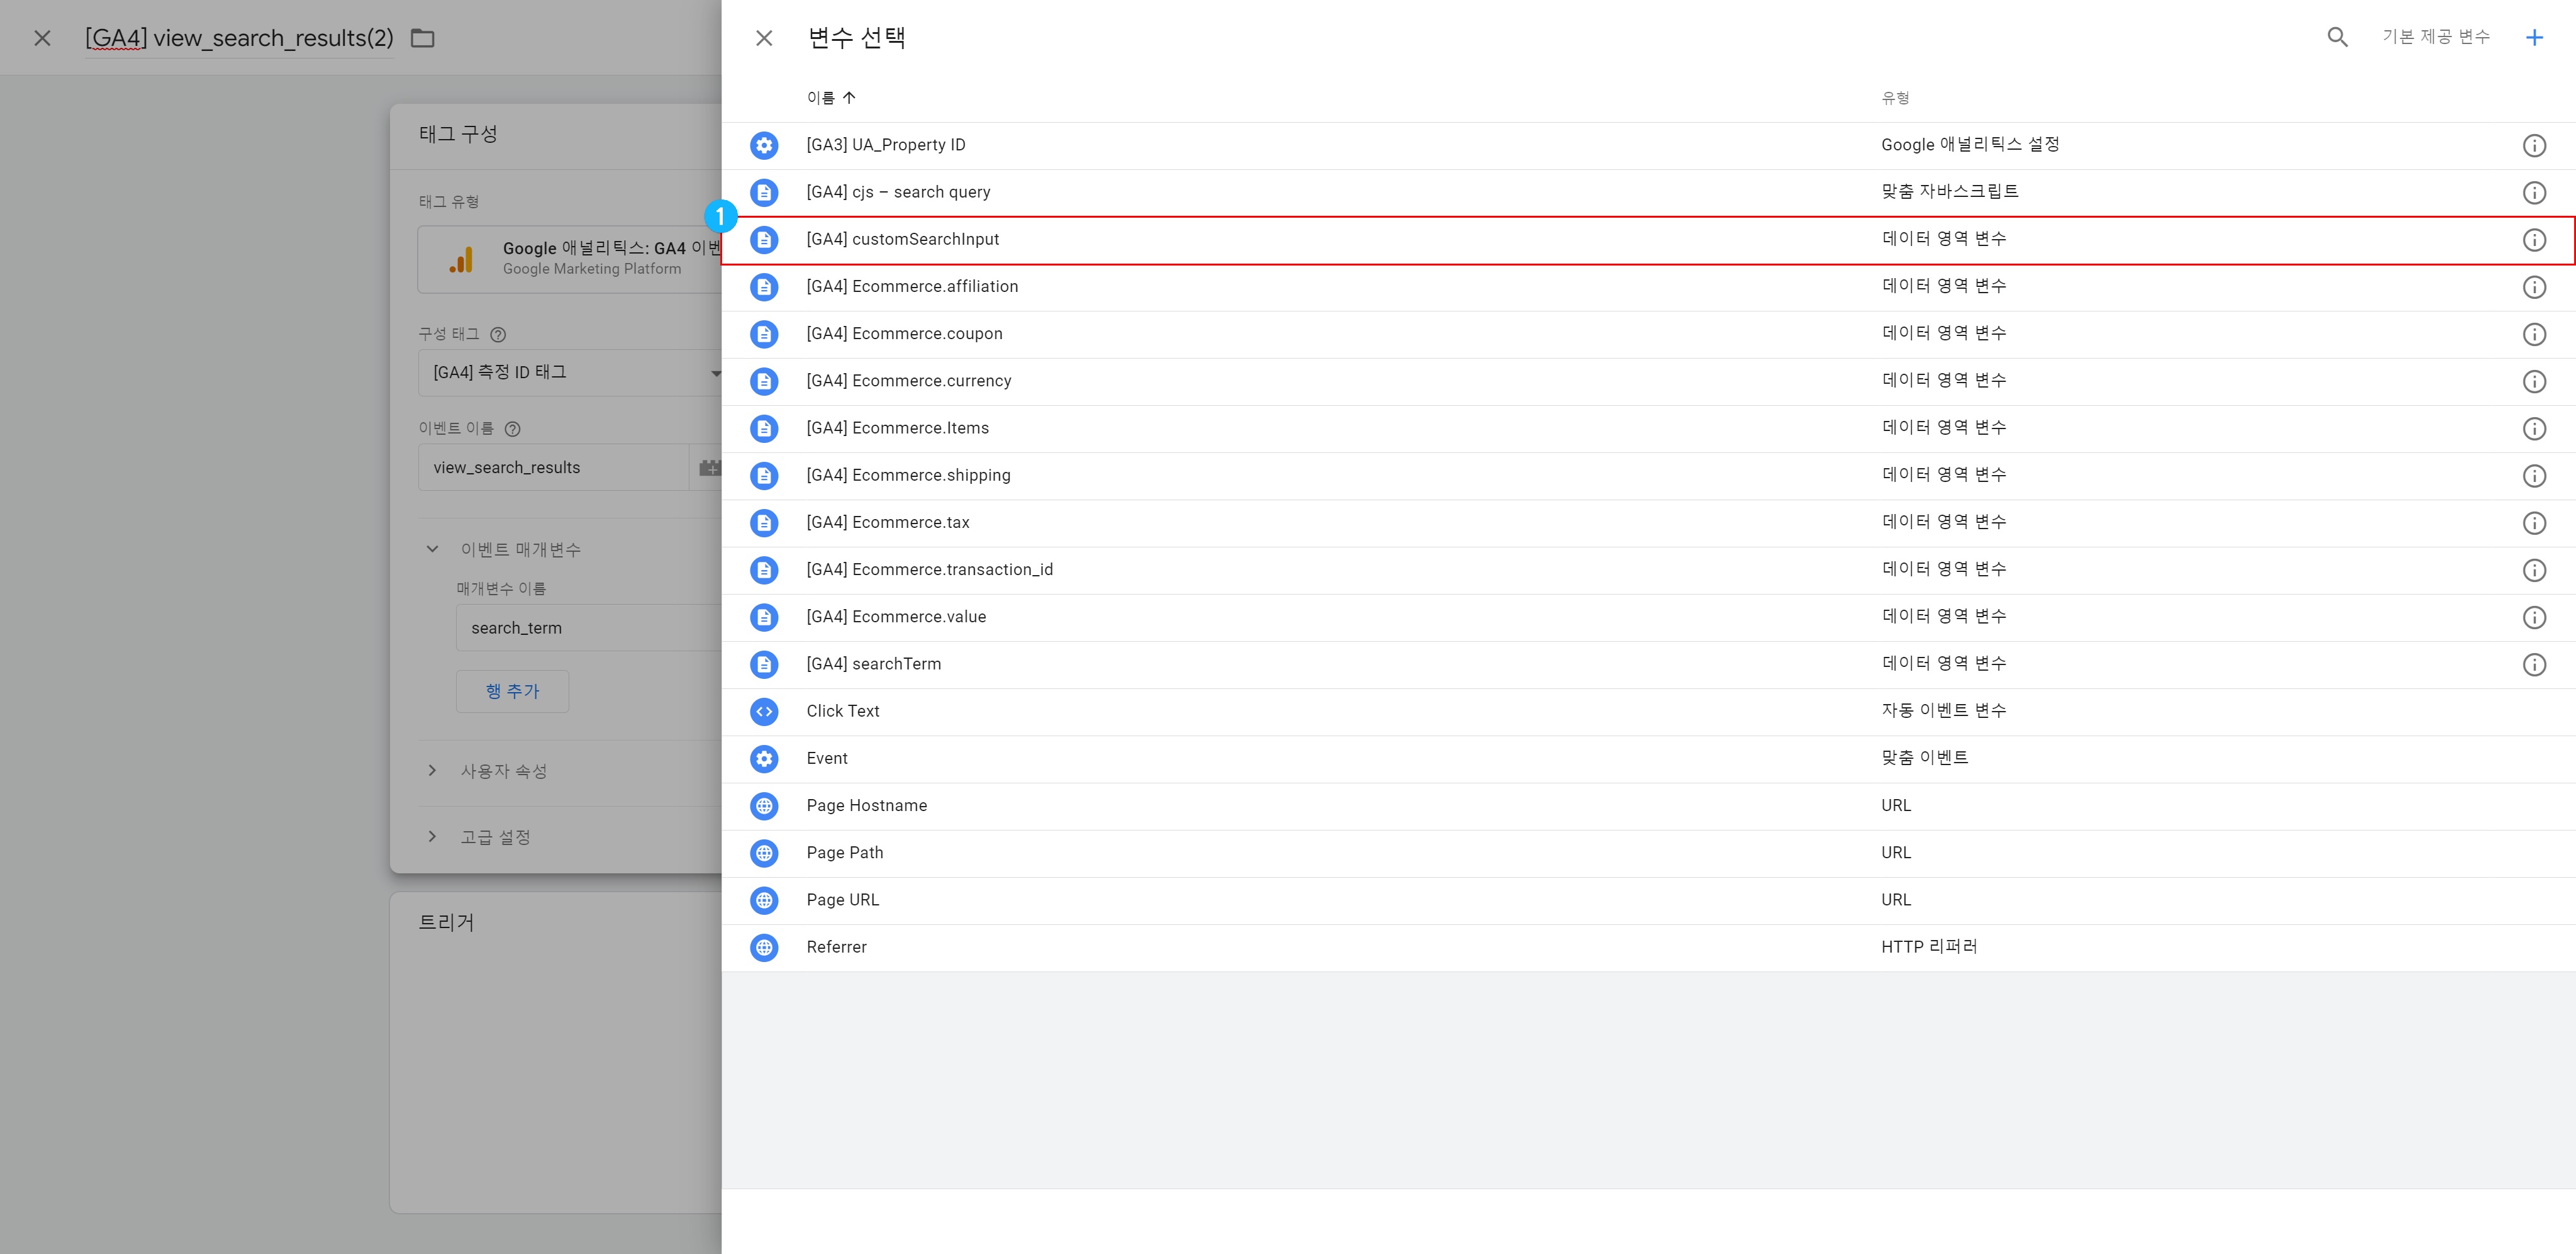 [GA4] view_search_results(2)
태그 구성
태그 유형
Google 애널리틱스: GA4 이벤
Google Marketing Platform
구성 태그
[GA4] 측정 ID 태그
이벤트 이름
view_search_results
이벤트 매개변수
매개변수 이름
search_term
행 추가
사용자 속성
고급 설정
트리거
변수 선택
기본 제공 변수
이름 유형
[GA3] UA_Property ID Google 애널리틱스 설정
[GA4] cjs – search query 맞춤 자바스크립트
1
[GA4] customSearchInput 데이터 영역 변수
[GA4] Ecommerce.affiliation 데이터 영역 변수
[GA4] Ecommerce.coupon 데이터 영역 변수
[GA4] Ecommerce.currency 데이터 영역 변수
[GA4] Ecommerce.Items 데이터 영역 변수
[GA4] Ecommerce.shipping 데이터 영역 변수
[GA4] Ecommerce.tax 데이터 영역 변수
[GA4] Ecommerce.transaction_id 데이터 영역 변수
[GA4] Ecommerce.value 데이터 영역 변수
[GA4] searchTerm 데이터 영역 변수
Click Text 자동 이벤트 변수
Event 맞춤 이벤트
Page Hostname URL
Page Path URL
Page URL URL
Referrer HTTP 리퍼러